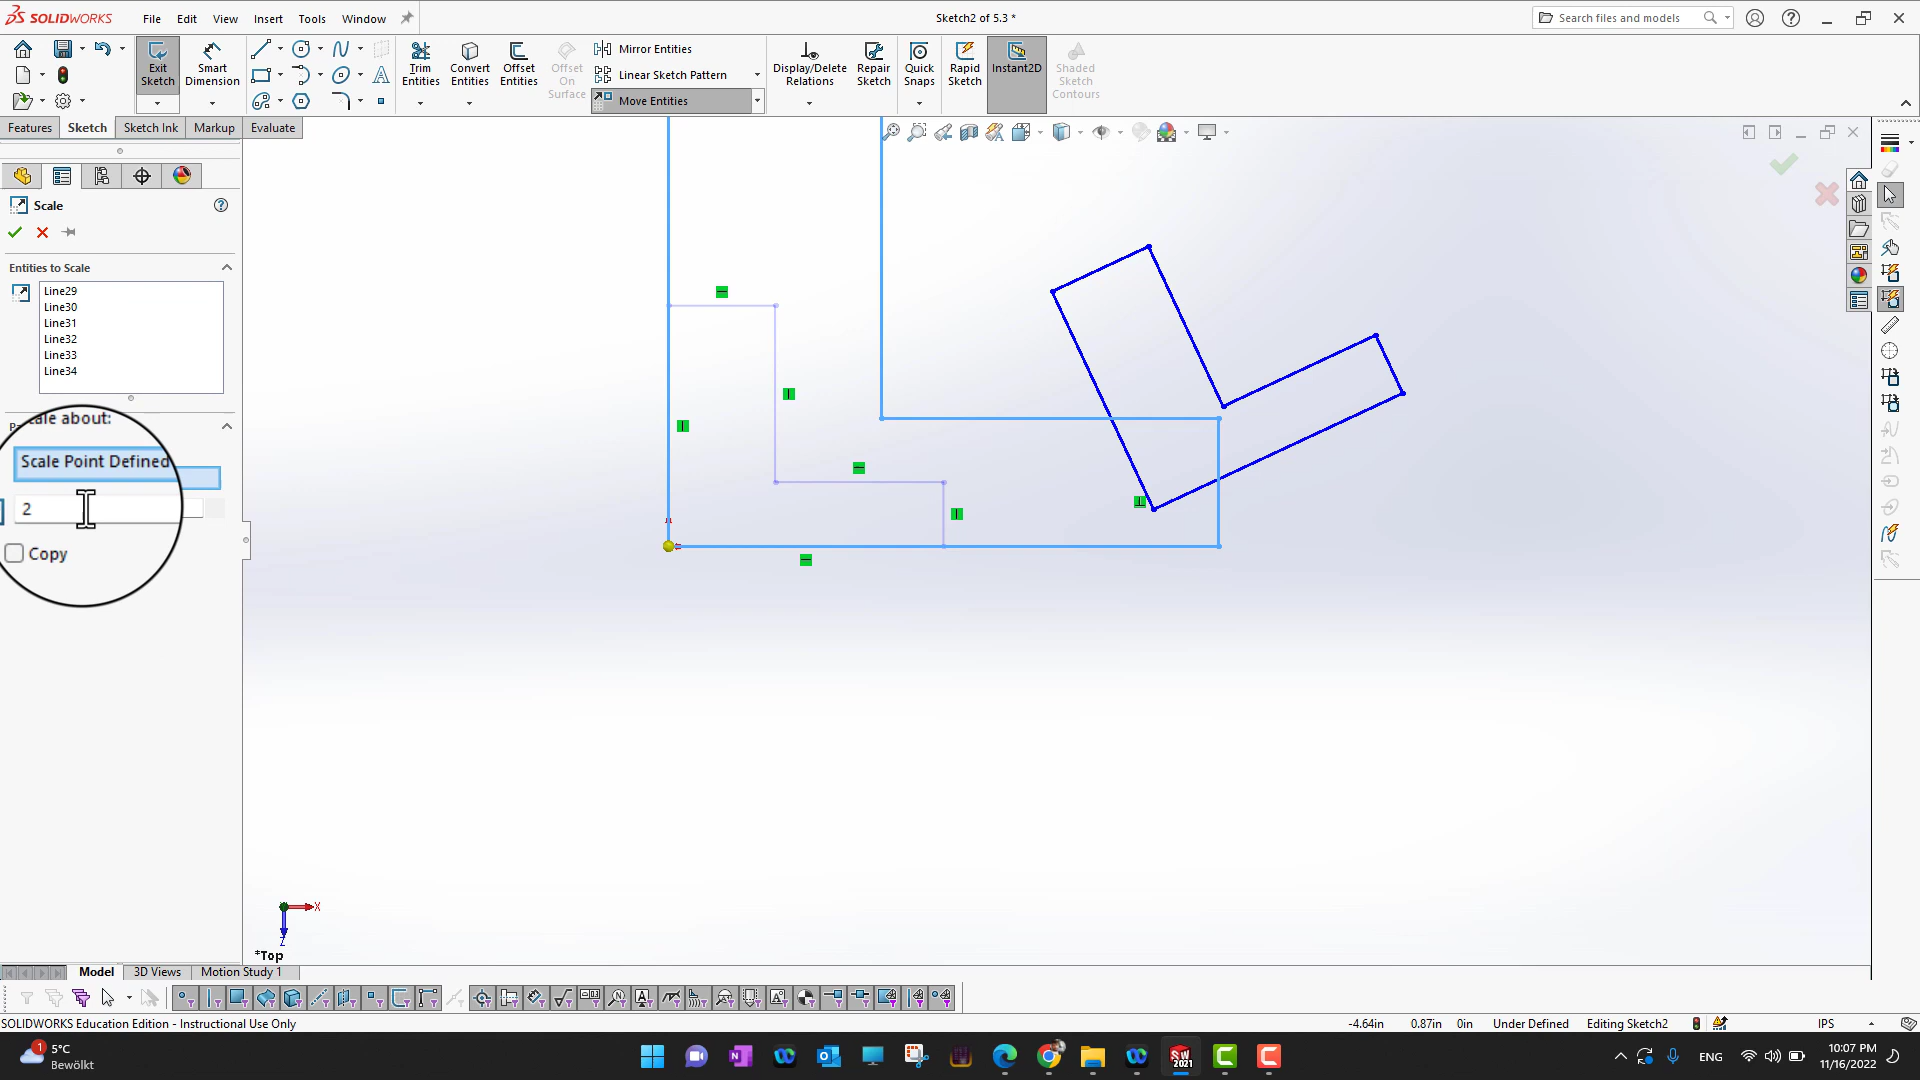 SOLIDWORKS
File
Edit
View
Insert
Tools
Window
Sketch2 of 5.3 *
Search files and models
Exit
Sketch
Smart
Dimension
Trim
Entities
Convert
Entities
Offset
Entities
Offset
On
Surface
Mirror Entities
Linear Sketch Pattern
Move Entities
Display/Delete
Relations
Repair
Sketch
Quick
Snaps
Rapid
Sketch
Instant2D
Shaded
Sketch
Contours
Features
Sketch
Sketch Ink
Markup
Evaluate
Scale
Entities to Scale
Line29
Line30
Line31
Line32
Line33
Line34
about:
Scale Point Defined
2
Copy
X
Z
*Top
Model
3D Views
Motion Study 1
SOLIDWORKS Education Edition - Instructional Use Only
-4.64in
0.87in
0in
Under Defined
Editing Sketch2
IPS
1
5°C
Bewölkt
SW
2021
ENG
10:07 PM
11/16/2022